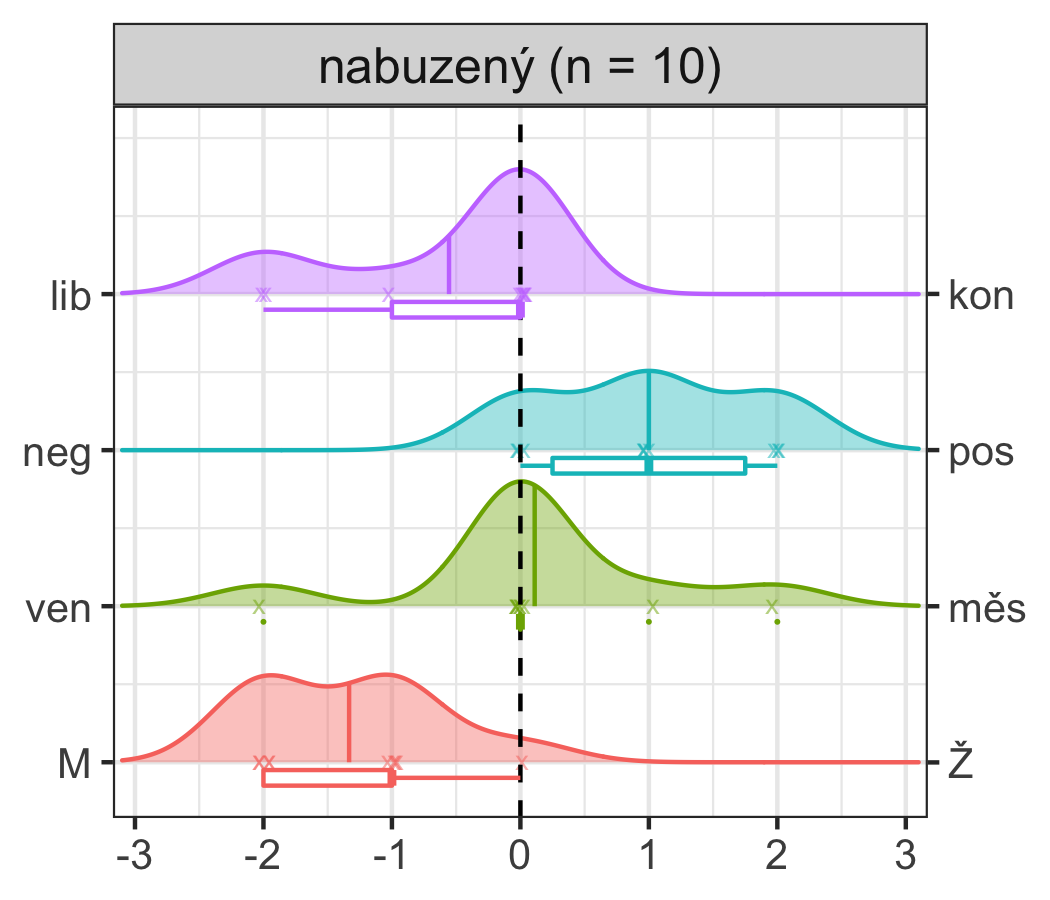 nabuzený (n = 10)
lib kon
neg pos
ven měs
M Ž
-3 -2 -1 0 1 2 3